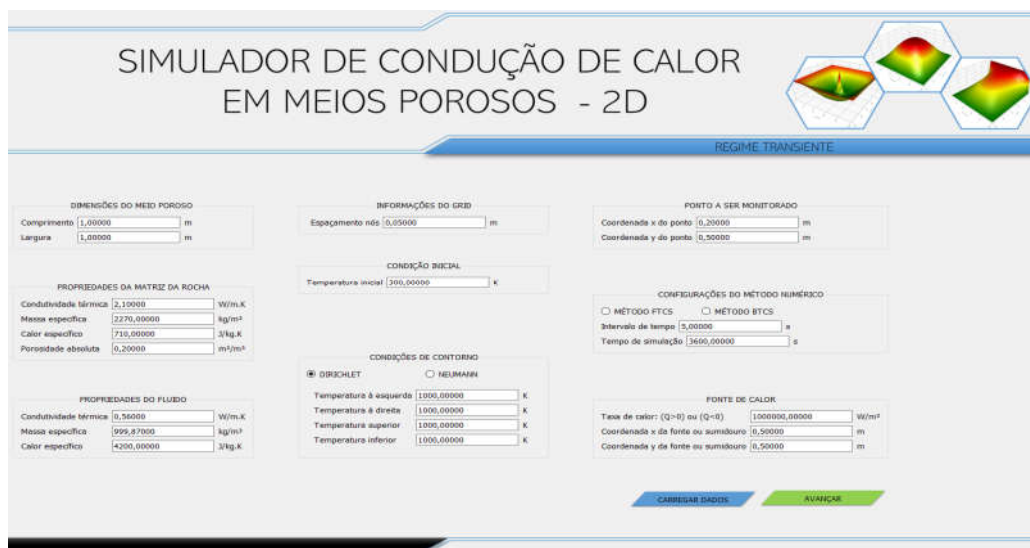 SIMULADOR DE CONDUÇÃO DE CALOR
EM MEIOS POROSOS - 2D
REGIME TRANSIENTE
DIMENSÕES DO MEIO POROSO
Comprimento 1,00000 m
Largura 1,00000 m
PROPRIEDADES DA MATRIZ DA ROCHA
Condutividade térmica 2,10000 W/m.K
Massa específica 2270,00000 kg/m³
Calor específico 710,00000 J/kg.K
Porosidade absoluta 0,20000 m³/m³
PROPRIEDADES DO FLUIDO
Condutividade térmica 0,56000 W/m.K
Massa específica 999,87000 kg/m³
Calor específico 4200,00000 J/kg.K
INFORMAÇÕES DO GRID
Espaçamento nós 0,05000 m
CONDIÇÃO INICIAL
Temperatura inicial 300,00000 K
CONDIÇÕES DE CONTORNO
DIRICHLET NEUMANN
Temperatura à esquerda 1000,00000 K
Temperatura à direita 1000,00000 K
Temperatura superior 1000,00000 K
Temperatura inferior 1000,00000 K
PONTO A SER MONITORADO
Coordenada x do ponto 0,20000 m
Coordenada y do ponto 0,50000 m
CONFIGURAÇÕES DO MÉTODO NUMÉRICO
MÉTODO FTCS MÉTODO BTCS
Intervalo de tempo 5,00000 s
Tempo de simulação 3600,00000 s
FONTE DE CALOR
Taxa de calor: (Q>0) ou (Q<0) 1000000,00000 W/m³
Coordenada x da fonte ou sumidouro 0,50000 m
Coordenada y da fonte ou sumidouro 0,50000 m
CARREGAR DADOS
AVANÇAR